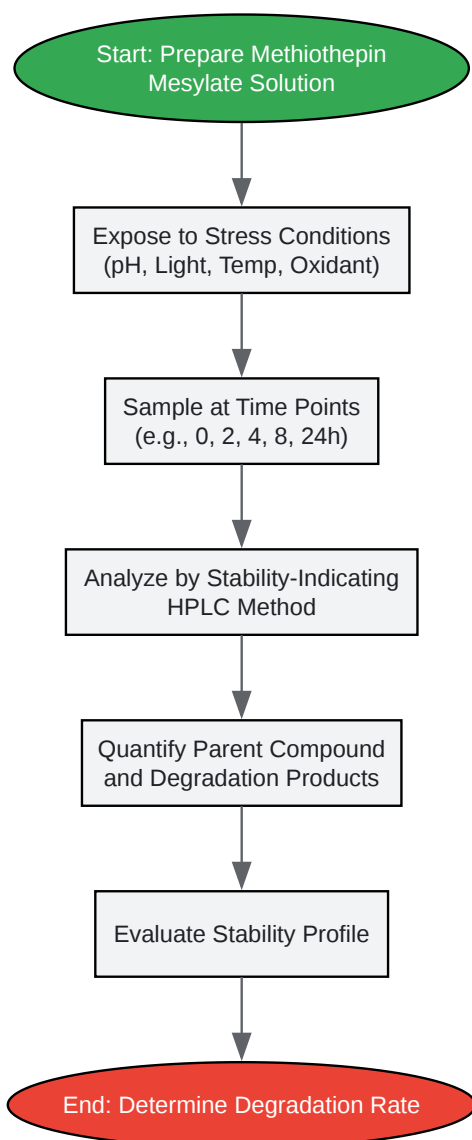 Start: Prepare Methiothepin
Mesylate Solution
Expose to Stress Conditions
(pH, Light, Temp, Oxidant)
Sample at Time Points
(e.g., 0, 2, 4, 8, 24h)
Analyze by Stability-Indicating
HPLC Method
Quantify Parent Compound
and Degradation Products
Evaluate Stability Profile
End: Determine Degradation Rate